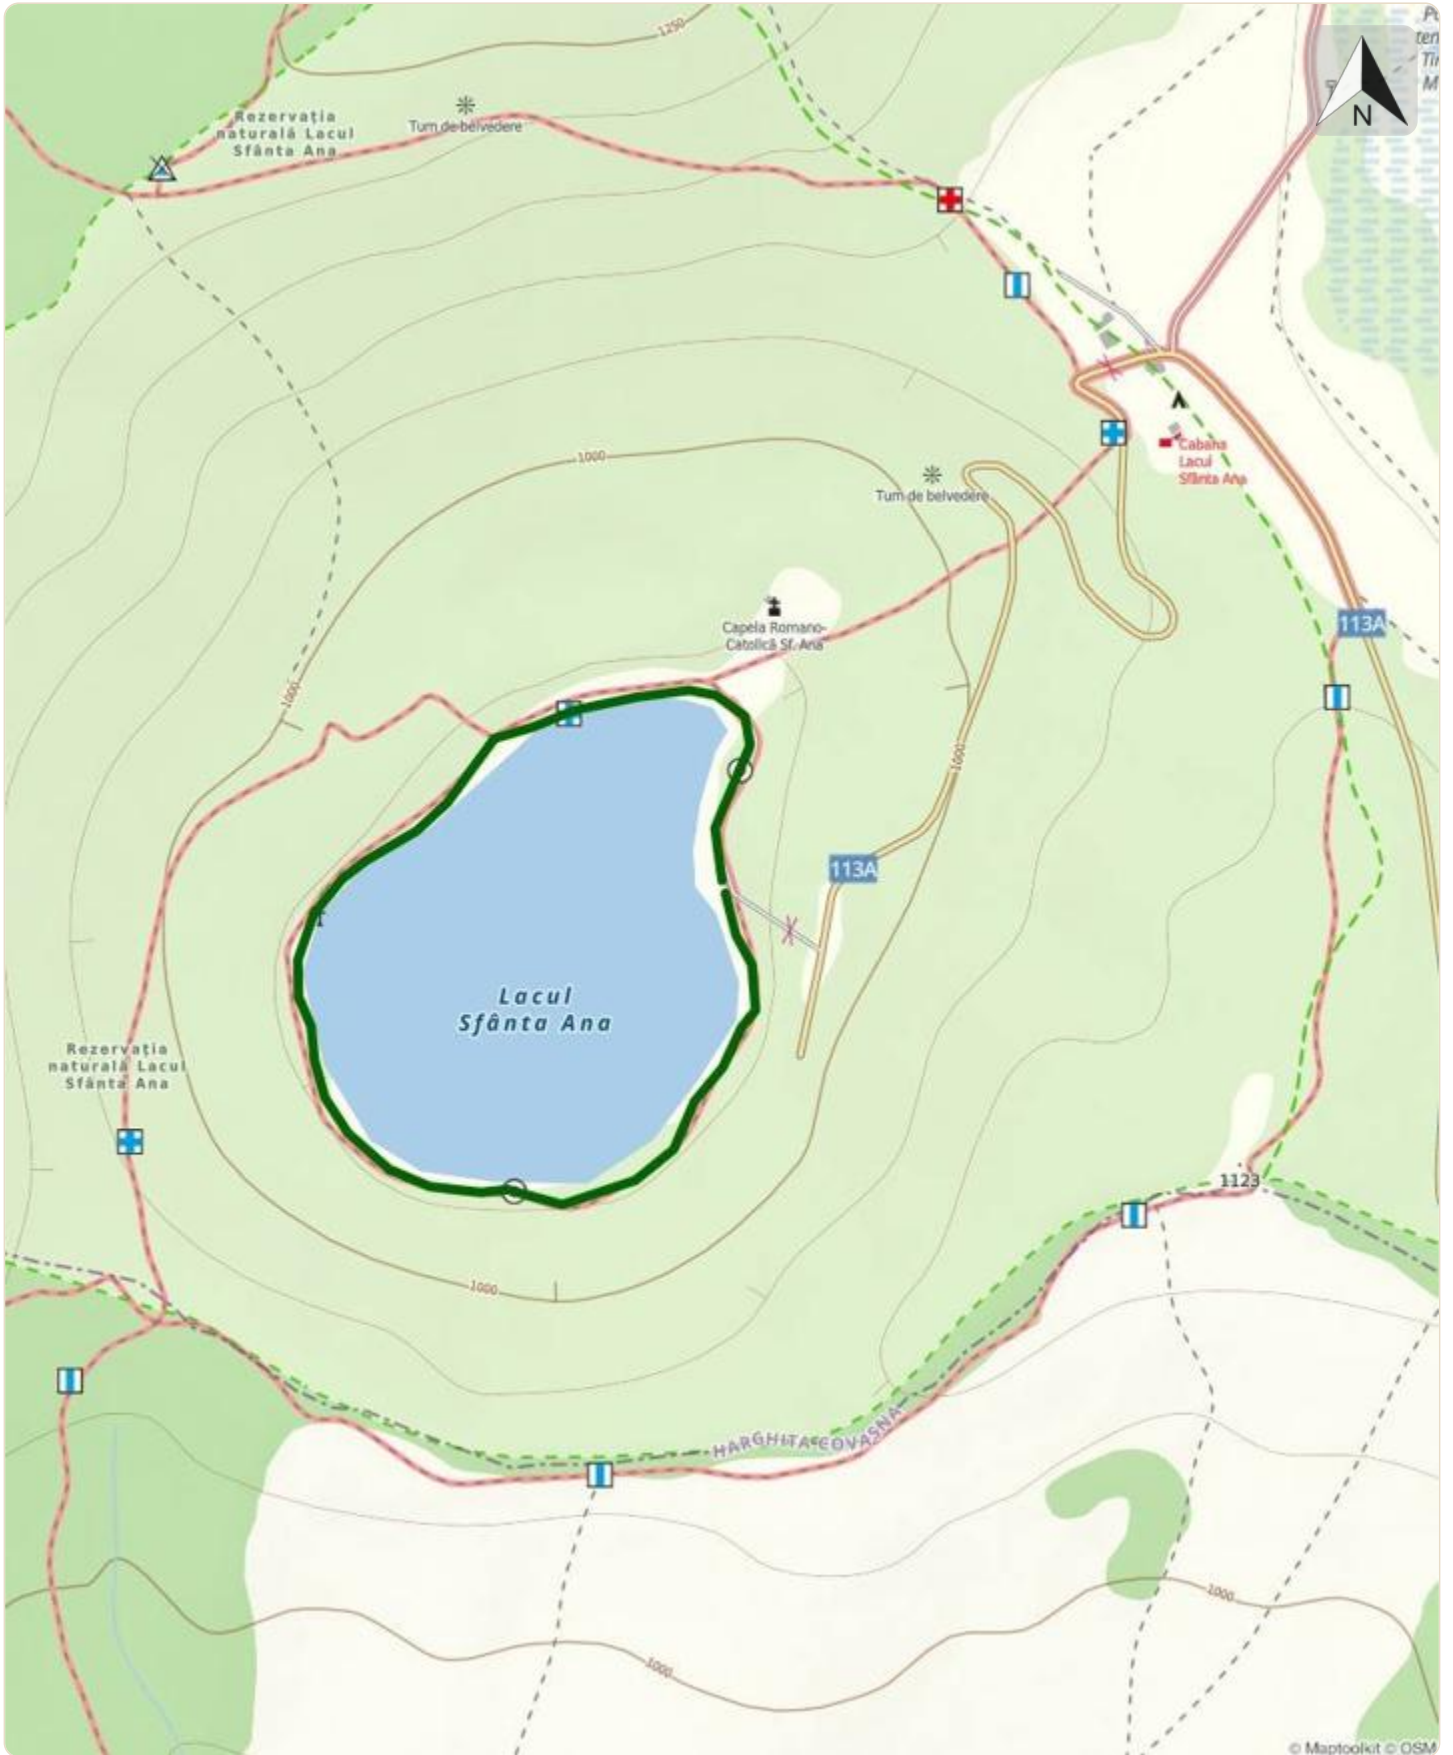 1250
N
Rezervația
naturală Lacul
Sfânta Ana
Turn de belvedere
1000
Turn de belvedere
Cabana
Lacul
Sfânta Ana
Capela Romano-
Catolică Sf. Ana
113A
1000
1000
113A
Lacul
Sfânta Ana
Rezervația
naturală Lacul
Sfânta Ana
1123
1000
HARGHITA
COVASNA
1000
1000
© Maptoolkit © OSM